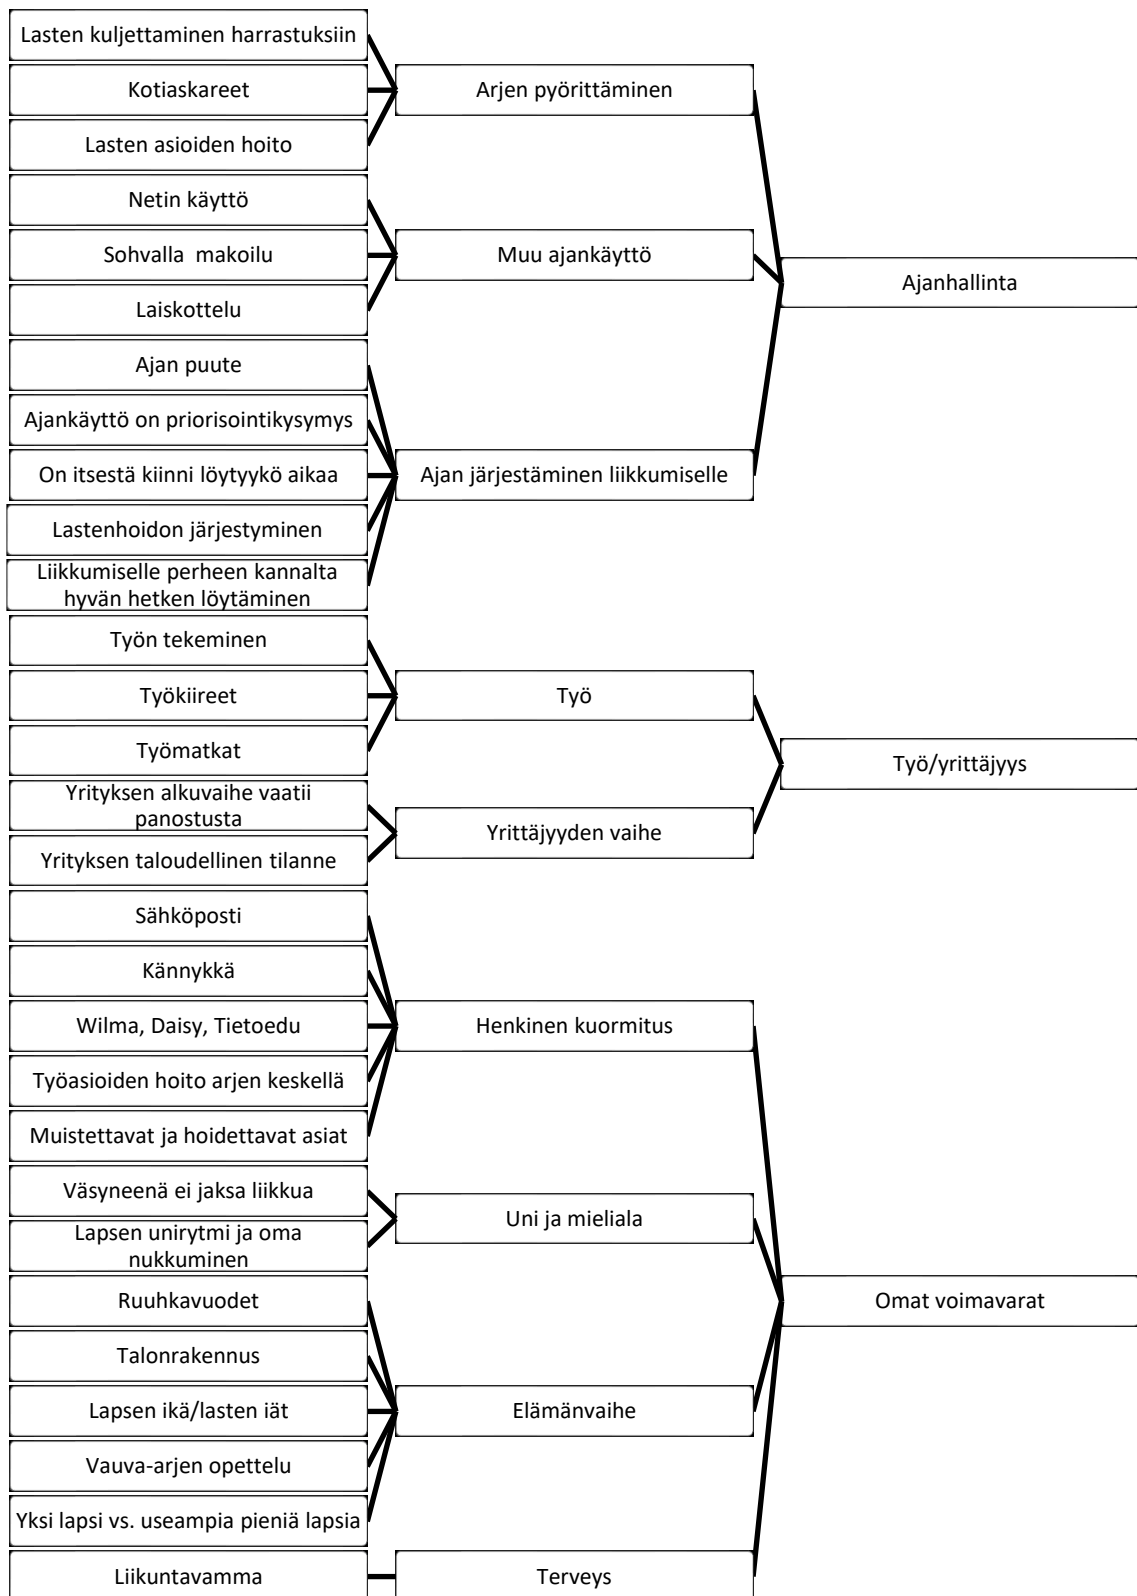 Lasten kuljettaminen harrastuksiin
Kotiaskareet
Arjen pyörittäminen
Lasten asioiden hoito
Netin käyttö
Sohvalla makoilu
Muu ajankäyttö
Ajanhallinta
Laiskottelu
Ajan puute
Ajankäyttö on priorisointikysymys
On itsestä kiinni löytyykö aikaa
Ajan järjestäminen liikkumiselle
Lastenhoidon järjestyminen
Liikkumiselle perheen kannalta
hyvän hetken löytäminen
Työn tekeminen
Työkiireet
Työ
Työmatkat
Työ/yrittäjyys
Yrityksen alkuvaihe vaatii
panostusta
Yrittäjyyden vaihe
Yrityksen taloudellinen tilanne
Sähköposti
Kännykkä
Wilma, Daisy, Tietoedu
Henkinen kuormitus
Työasioiden hoito arjen keskellä
Muistettavat ja hoidettavat asiat
Väsyneenä ei jaksa liikkua
Uni ja mieliala
Lapsen unirytmi ja oma
nukkuminen
Ruuhkavuodet
Omat voimavarat
Talonrakennus
Lapsen ikä/lasten iät
Elämänvaihe
Vauva-arjen opettelu
Yksi lapsi vs. useampia pieniä lapsia
Liikuntavamma
Terveys